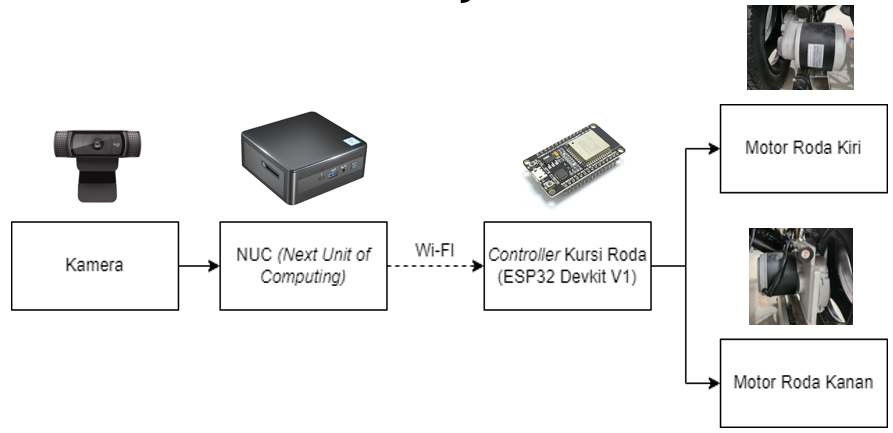 Motor Roda Kiri
Kamera
NUC (Next Unit of
Computing)
Wi-FI
Controller Kursi Roda
(ESP32 Devkit V1)
Motor Roda Kanan